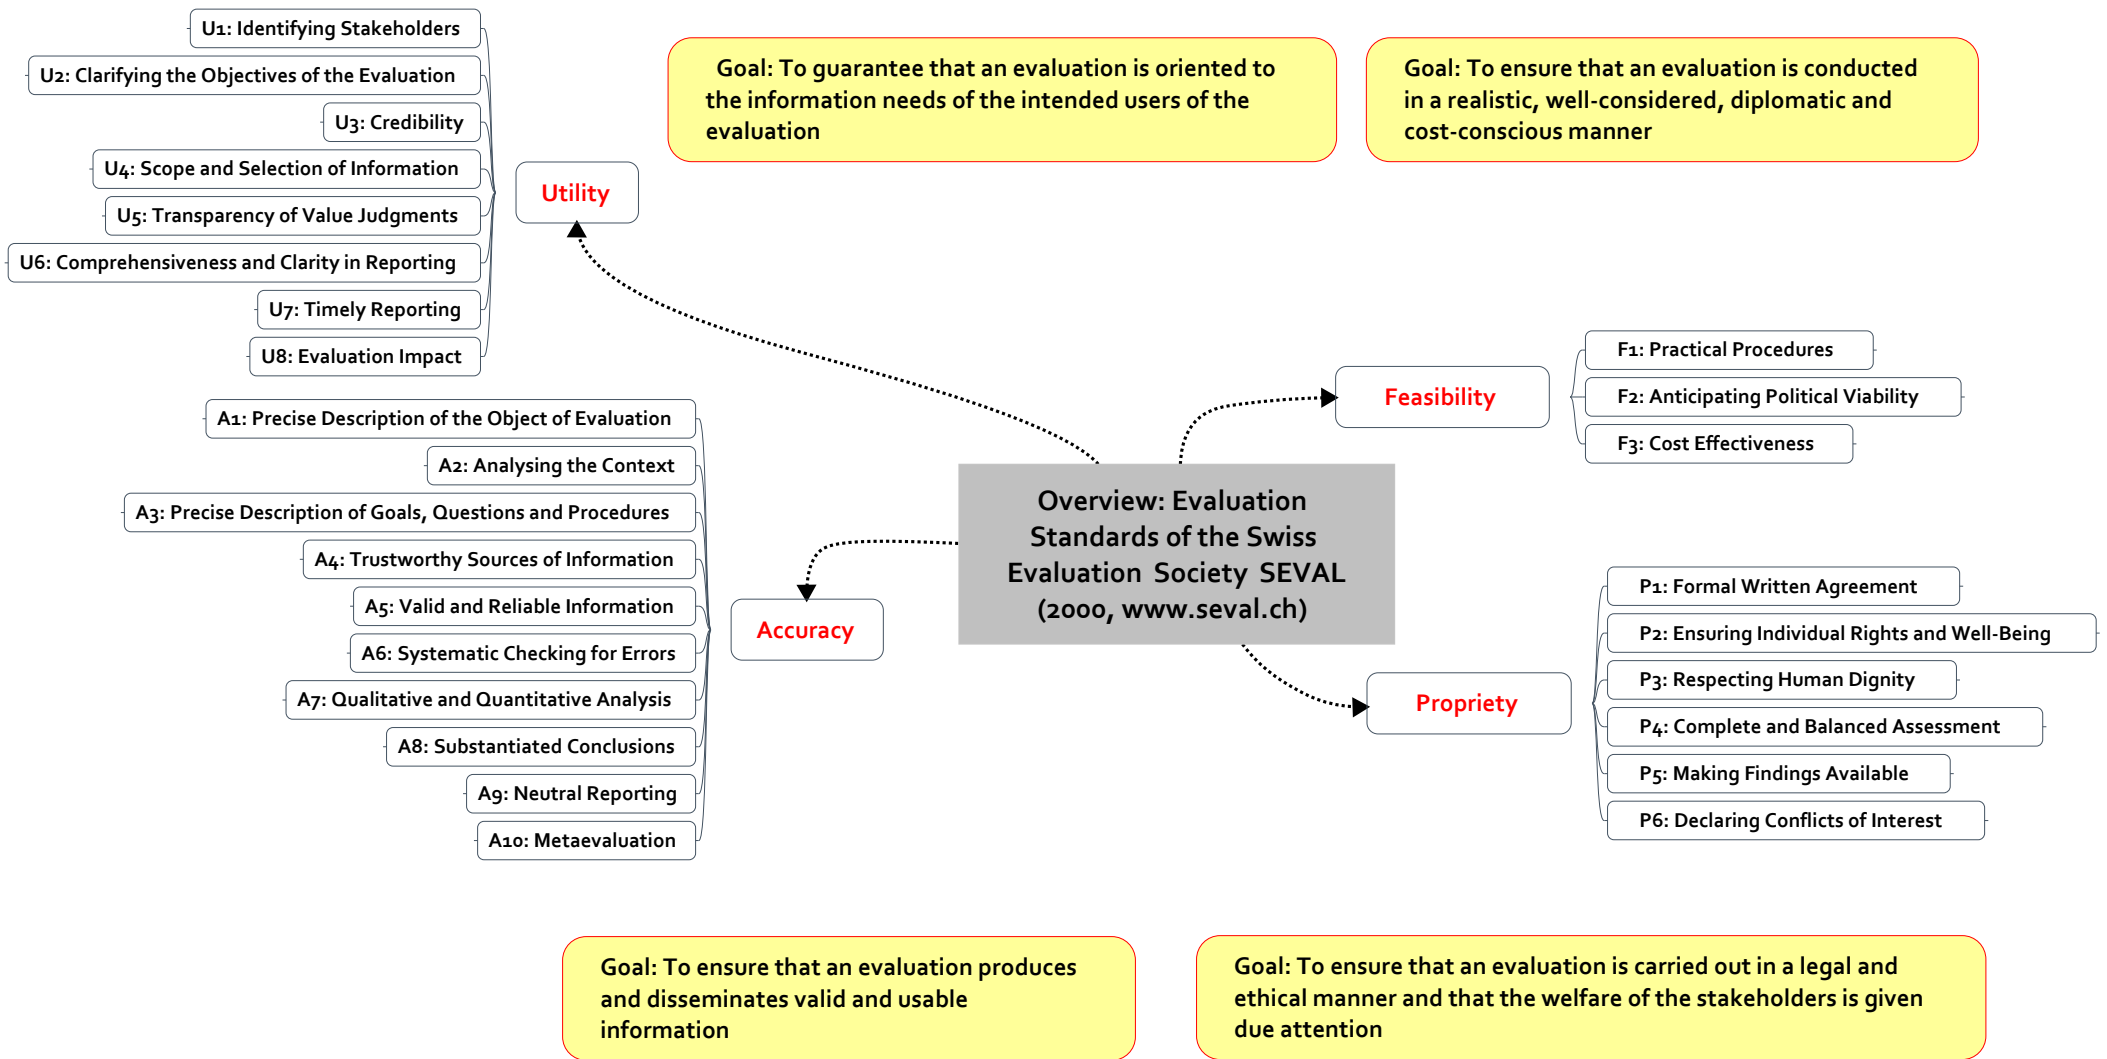 U1: Identifying Stakeholders
U2: Clarifying the Objectives of the Evaluation
U3: Credibility
U4: Scope and Selection of Information
U5: Transparency of Value Judgments
U6: Comprehensiveness and Clarity in Reporting
U7: Timely Reporting
U8: Evaluation Impact
Utility
Goal: To guarantee that an evaluation is oriented to
the information needs of the intended users of the
evaluation
Goal: To ensure that an evaluation is conducted
in a realistic, well-considered, diplomatic and
cost-conscious manner
Feasibility
F1: Practical Procedures
F2: Anticipating Political Viability
F3: Cost Effectiveness
Overview: Evaluation
Standards of the Swiss
Evaluation Society SEVAL
(2000, www.seval.ch)
A1: Precise Description of the Object of Evaluation
A2: Analysing the Context
A3: Precise Description of Goals, Questions and Procedures
A4: Trustworthy Sources of Information
A5: Valid and Reliable Information
A6: Systematic Checking for Errors
A7: Qualitative and Quantitative Analysis
A8: Substantiated Conclusions
A9: Neutral Reporting
A10: Metaevaluation
Accuracy
Propriety
P1: Formal Written Agreement
P2: Ensuring Individual Rights and Well-Being
P3: Respecting Human Dignity
P4: Complete and Balanced Assessment
P5: Making Findings Available
P6: Declaring Conflicts of Interest
Goal: To ensure that an evaluation produces
and disseminates valid and usable
information
Goal: To ensure that an evaluation is carried out in a legal and
ethical manner and that the welfare of the stakeholders is given
due attention